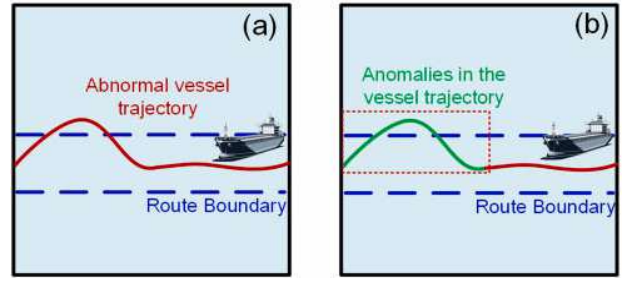 (a)
Abnormal vessel
trajectory
Route Boundary
(b)
Anomalies in the
vessel trajectory
Route Boundary